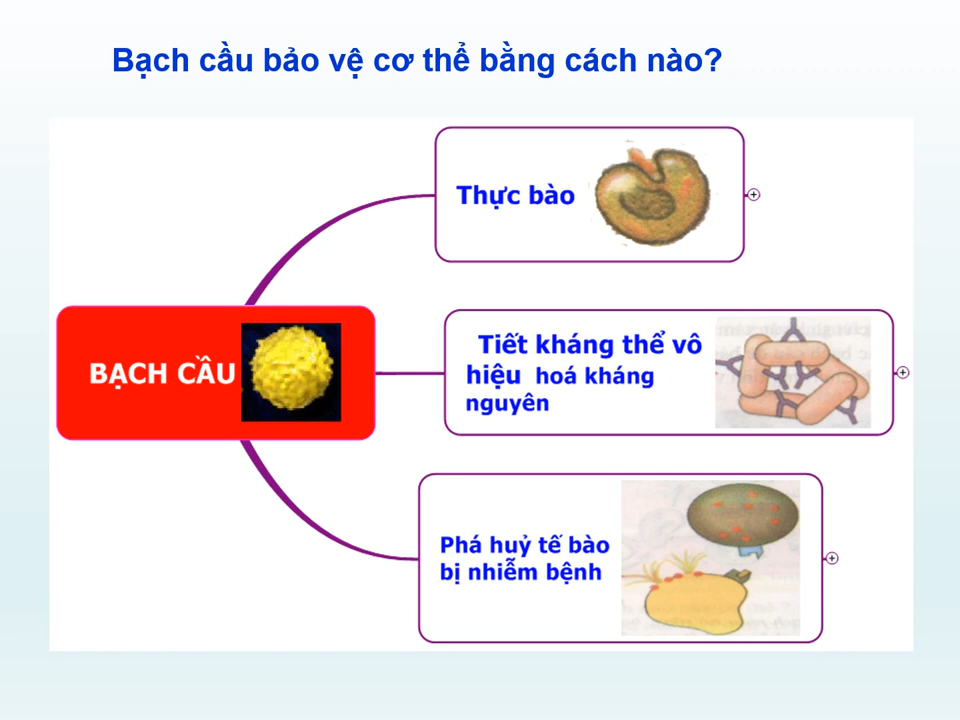 Bạch cầu bảo vệ cơ thể bằng cách nào?
Thực bào
BẠCH CẦU
Tiết kháng thể vô
hiệu hoá kháng
nguyên
Phá huỷ tế bào
bị nhiễm bệnh